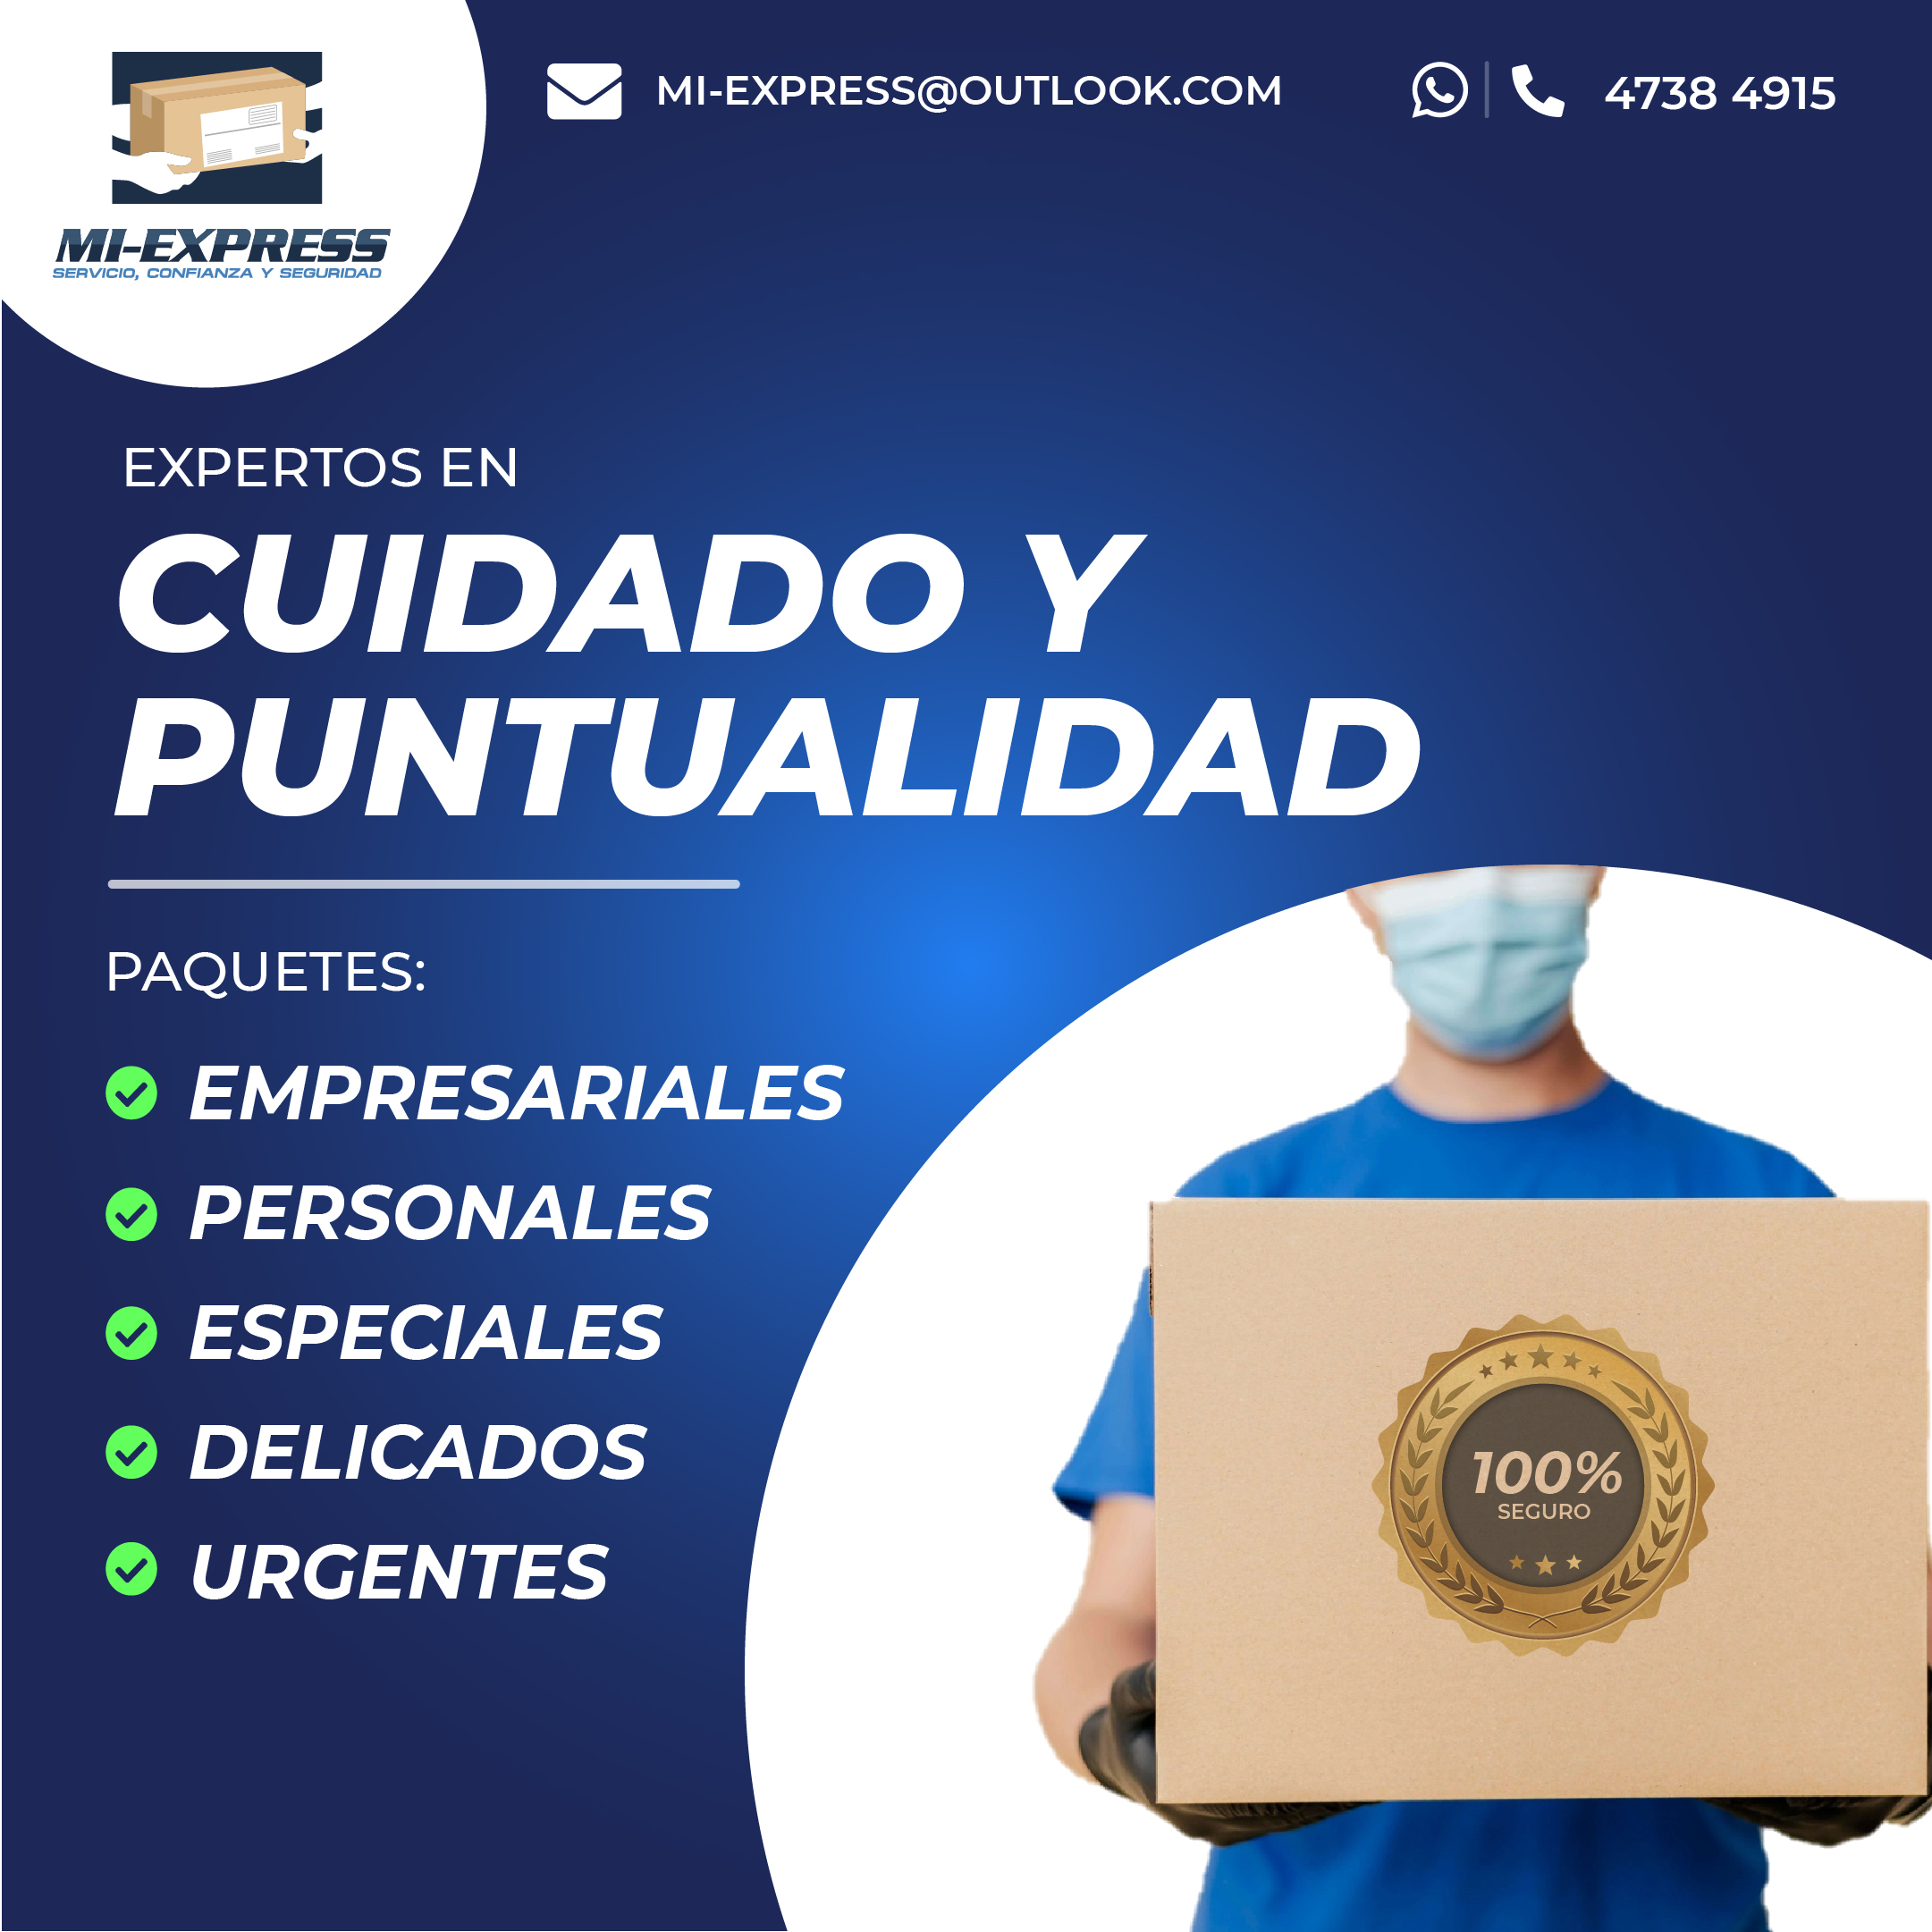 MI-EXPRESS
SERVICIO, CONFIANZA Y SEGURIDAD
MI-EXPRESS@OUTLOOK.COM
4738 4915
EXPERTOS EN
CUIDADO Y
PUNTUALIDAD
PAQUETES:
EMPRESARIALES
PERSONALES
ESPECIALES
DELICADOS
URGENTES
100%
SEGURO